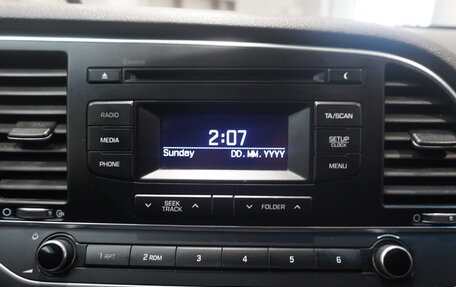 Bluetooth
RADIO
TA/SCAN
2:07
MEDIA
SETUP
CLOCK
Sunday DD.MM.YYYY
PHONE
MENU
SEEK
TRACK
FOLDER
1 RPT
2 RDM
3
4
5
6